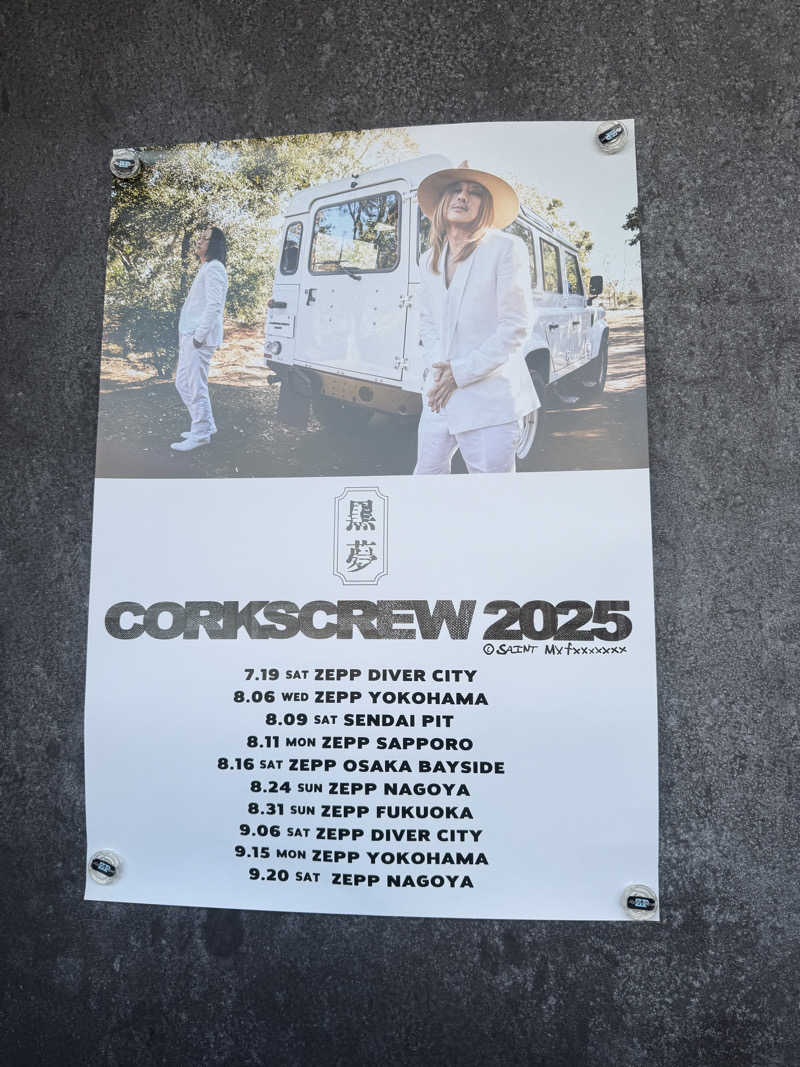 黒夢
CORKSCREW 2025
©SAINT Mxfxxxxxxx
7.19 SAT ZEPP DIVER CITY
8.06 WED ZEPP YOKOHAMA
8.09 SAT SENDAI PIT
8.11 MON ZEPP SAPPORO
8.16 SAT ZEPP OSAKA BAYSIDE
8.24 SUN ZEPP NAGOYA
8.31 SUN ZEPP FUKUOKA
9.06 SAT ZEPP DIVER CITY
9.15 MON ZEPP YOKOHAMA
9.20 SAT ZEPP NAGOYA